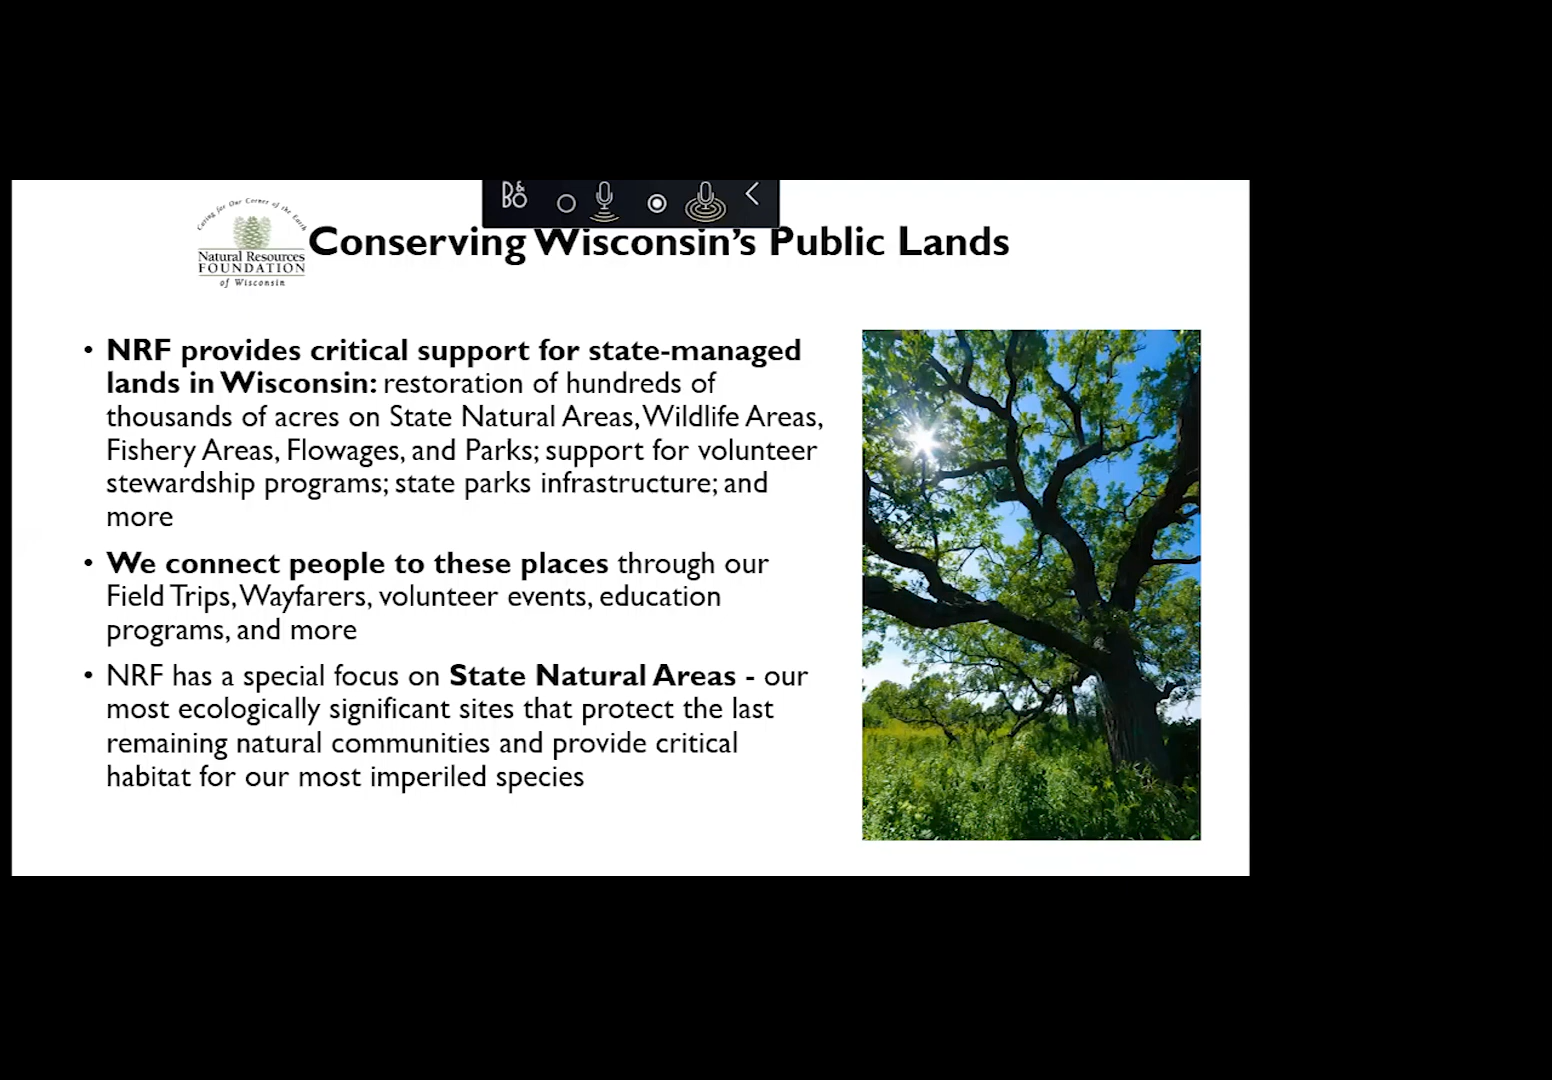 B&O
Caring for Our Corner of the Earth
Natural Resources
FOUNDATION
of Wisconsin
Conserving Wisconsin's Public Lands
• NRF provides critical support for state-managed
lands in Wisconsin: restoration of hundreds of
thousands of acres on State Natural Areas, Wildlife Areas,
Fishery Areas, Flowages, and Parks; support for volunteer
stewardship programs; state parks infrastructure; and
more
• We connect people to these places through our
Field Trips, Wayfarers, volunteer events, education
programs, and more
• NRF has a special focus on State Natural Areas - our
most ecologically significant sites that protect the last
remaining natural communities and provide critical
habitat for our most imperiled species